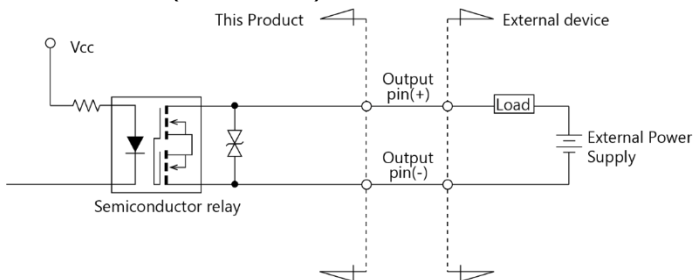 This Product
External device
Vcc
Output
pin(+)
Load
External Power
Supply
Output
pin(-)
Semiconductor relay